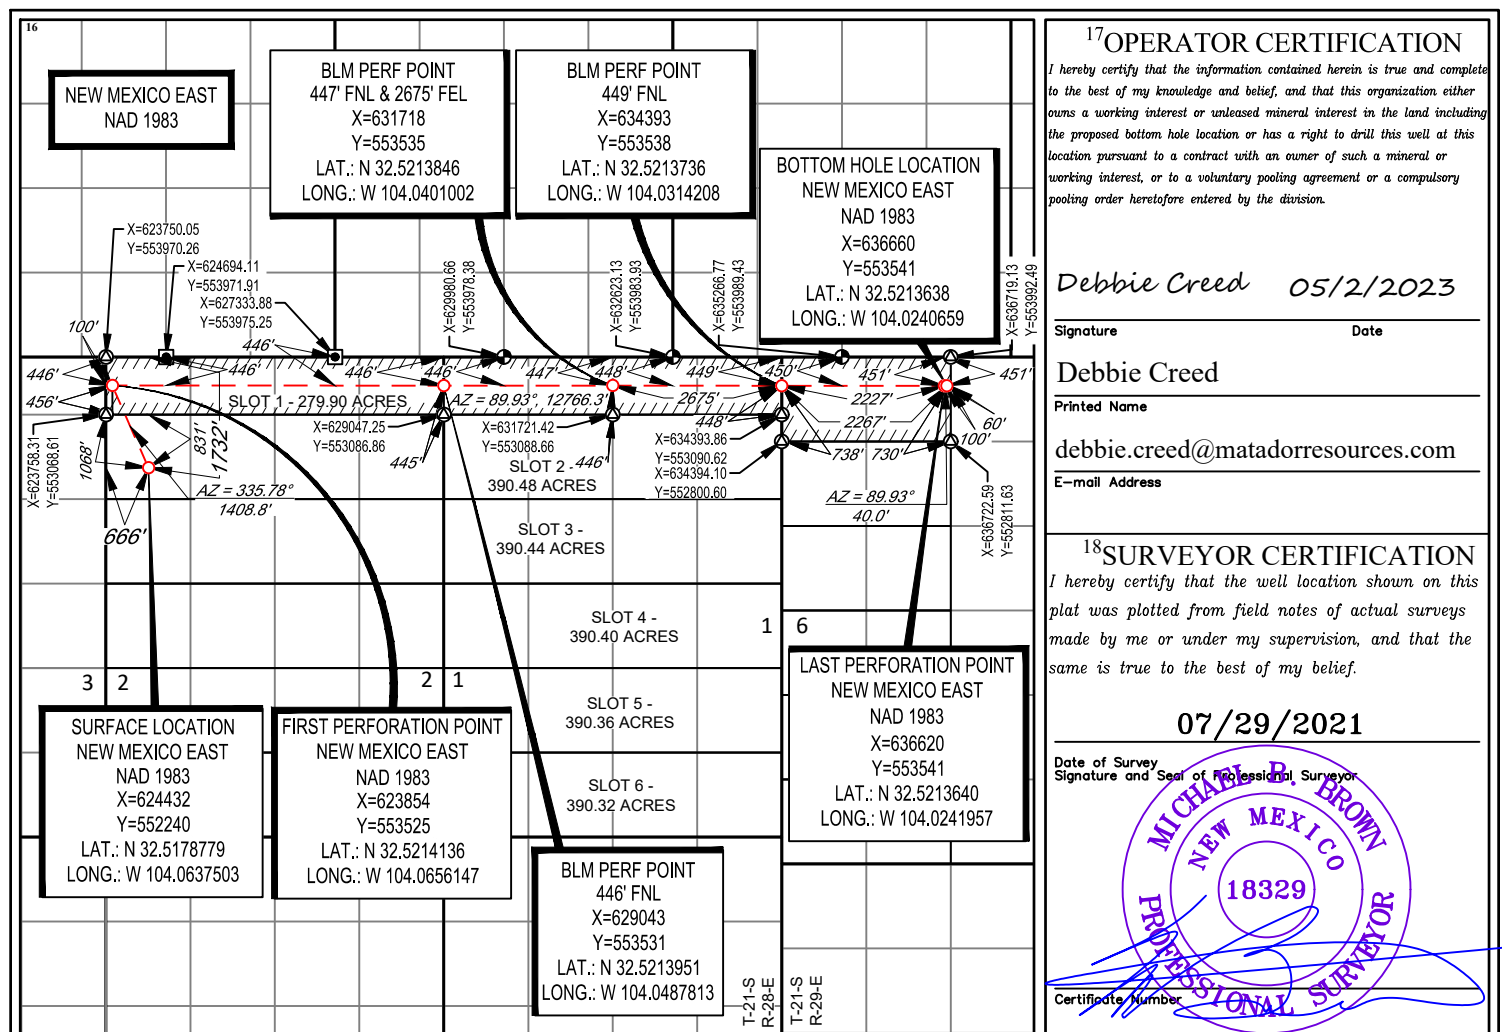 16
NEW MEXICO EAST
NAD 1983
BLM PERF POINT
447' FNL & 2675' FEL
X=631718
Y=553535
LAT.: N 32.5213846
LONG.: W 104.0401002
BLM PERF POINT
449' FNL
X=634393
Y=553538
LAT.: N 32.5213736
LONG.: W 104.0314208
BOTTOM HOLE LOCATION
NEW MEXICO EAST
NAD 1983
X=636660
Y=553541
LAT.: N 32.5213638
LONG.: W 104.0240659
X=623750.05
Y=553970.26
X=624694.11
Y=553971.91
X=627333.88
Y=553975.25
X=629980.66
Y=553978.38
X=632623.13
Y=553983.93
X=635266.77
Y=553989.43
X=636719.13
Y=553992.49
100'
446'
446'
446'
446'
446'
447'
448'
449'
450'
451'
451'
456'
SLOT 1 - 279.90 ACRES
AZ = 89.93°, 12766.3'
2675'
2227'
2267'
60'
100'
X=623758.31
Y=553068.61
1068'
831'
1732'
X=629047.25
Y=553086.86
445'
X=631721.42
Y=553088.66
446'
448'
X=634393.86
Y=553090.62
X=634394.10
Y=552800.60
738'
730'
SLOT 2 -
390.48 ACRES
AZ = 335.78°
1408.8'
666'
AZ = 89.93°
40.0'
X=636722.59
Y=552811.63
SLOT 3 -
390.44 ACRES
SLOT 4 -
390.40 ACRES
1 6
3 2
2 1
SLOT 5 -
390.36 ACRES
SLOT 6 -
390.32 ACRES
SURFACE LOCATION
NEW MEXICO EAST
NAD 1983
X=624432
Y=552240
LAT.: N 32.5178779
LONG.: W 104.0637503
FIRST PERFORATION POINT
NEW MEXICO EAST
NAD 1983
X=623854
Y=553525
LAT.: N 32.5214136
LONG.: W 104.0656147
BLM PERF POINT
446' FNL
X=629043
Y=553531
LAT.: N 32.5213951
LONG.: W 104.0487813
LAST PERFORATION POINT
NEW MEXICO EAST
NAD 1983
X=636620
Y=553541
LAT.: N 32.5213640
LONG.: W 104.0241957
T-21-S
R-28-E
T-21-S
R-29-E
17OPERATOR CERTIFICATION
I hereby certify that the information contained herein is true and complete
to the best of my knowledge and belief, and that this organization either
owns a working interest or unleased mineral interest in the land including
the proposed bottom hole location or has a right to drill this well at this
location pursuant to a contract with an owner of such a mineral or
working interest, or to a voluntary pooling agreement or a compulsory
pooling order heretofore entered by the division.
Debbie Creed 05/2/2023
Signature Date
Debbie Creed
Printed Name
debbie.creed@matadorresources.com
E-mail Address
18SURVEYOR CERTIFICATION
I hereby certify that the well location shown on this
plat was plotted from field notes of actual surveys
made by me or under my supervision, and that the
same is true to the best of my belief.
07/29/2021
Date of Survey
Signature and Seal of Professional Surveyor
MICHAEL B. BROWN
NEW MEXICO
18329
PROFESSIONAL SURVEYOR
Certificate Number